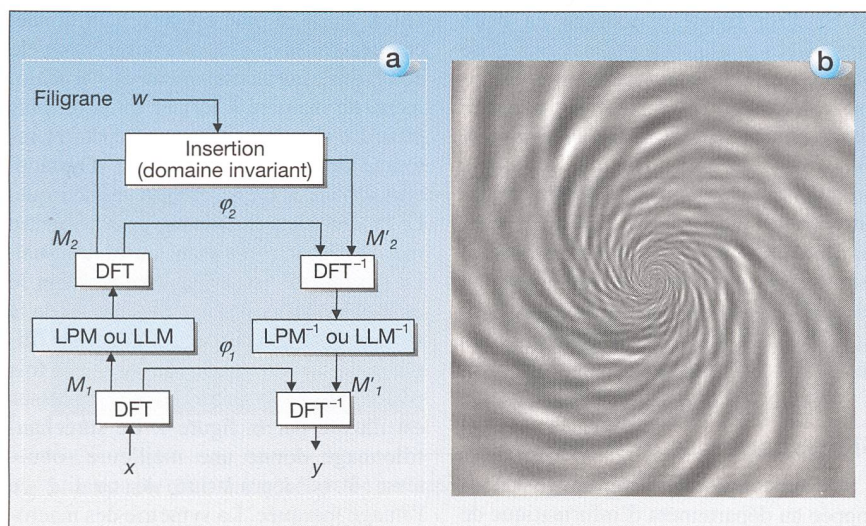 a
b
Filigrane w
Insertion
(domaine invariant)
φ₂
M₂
M'₂
DFT
DFT⁻¹
LPM ou LLM
LPM⁻¹ ou LLM⁻¹
φ₁
M₁
M'₁
DFT
DFT⁻¹
x
y